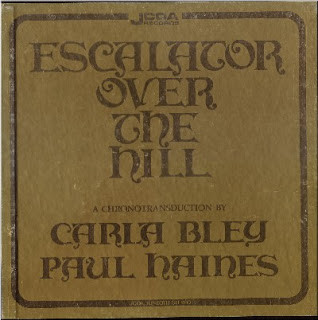 JCOA
RECORDS
ESCALATOR
OVER
THE
HILL
A CHRONOTRANSDUCTION BY
CARLA BLEY
PAUL HAINES